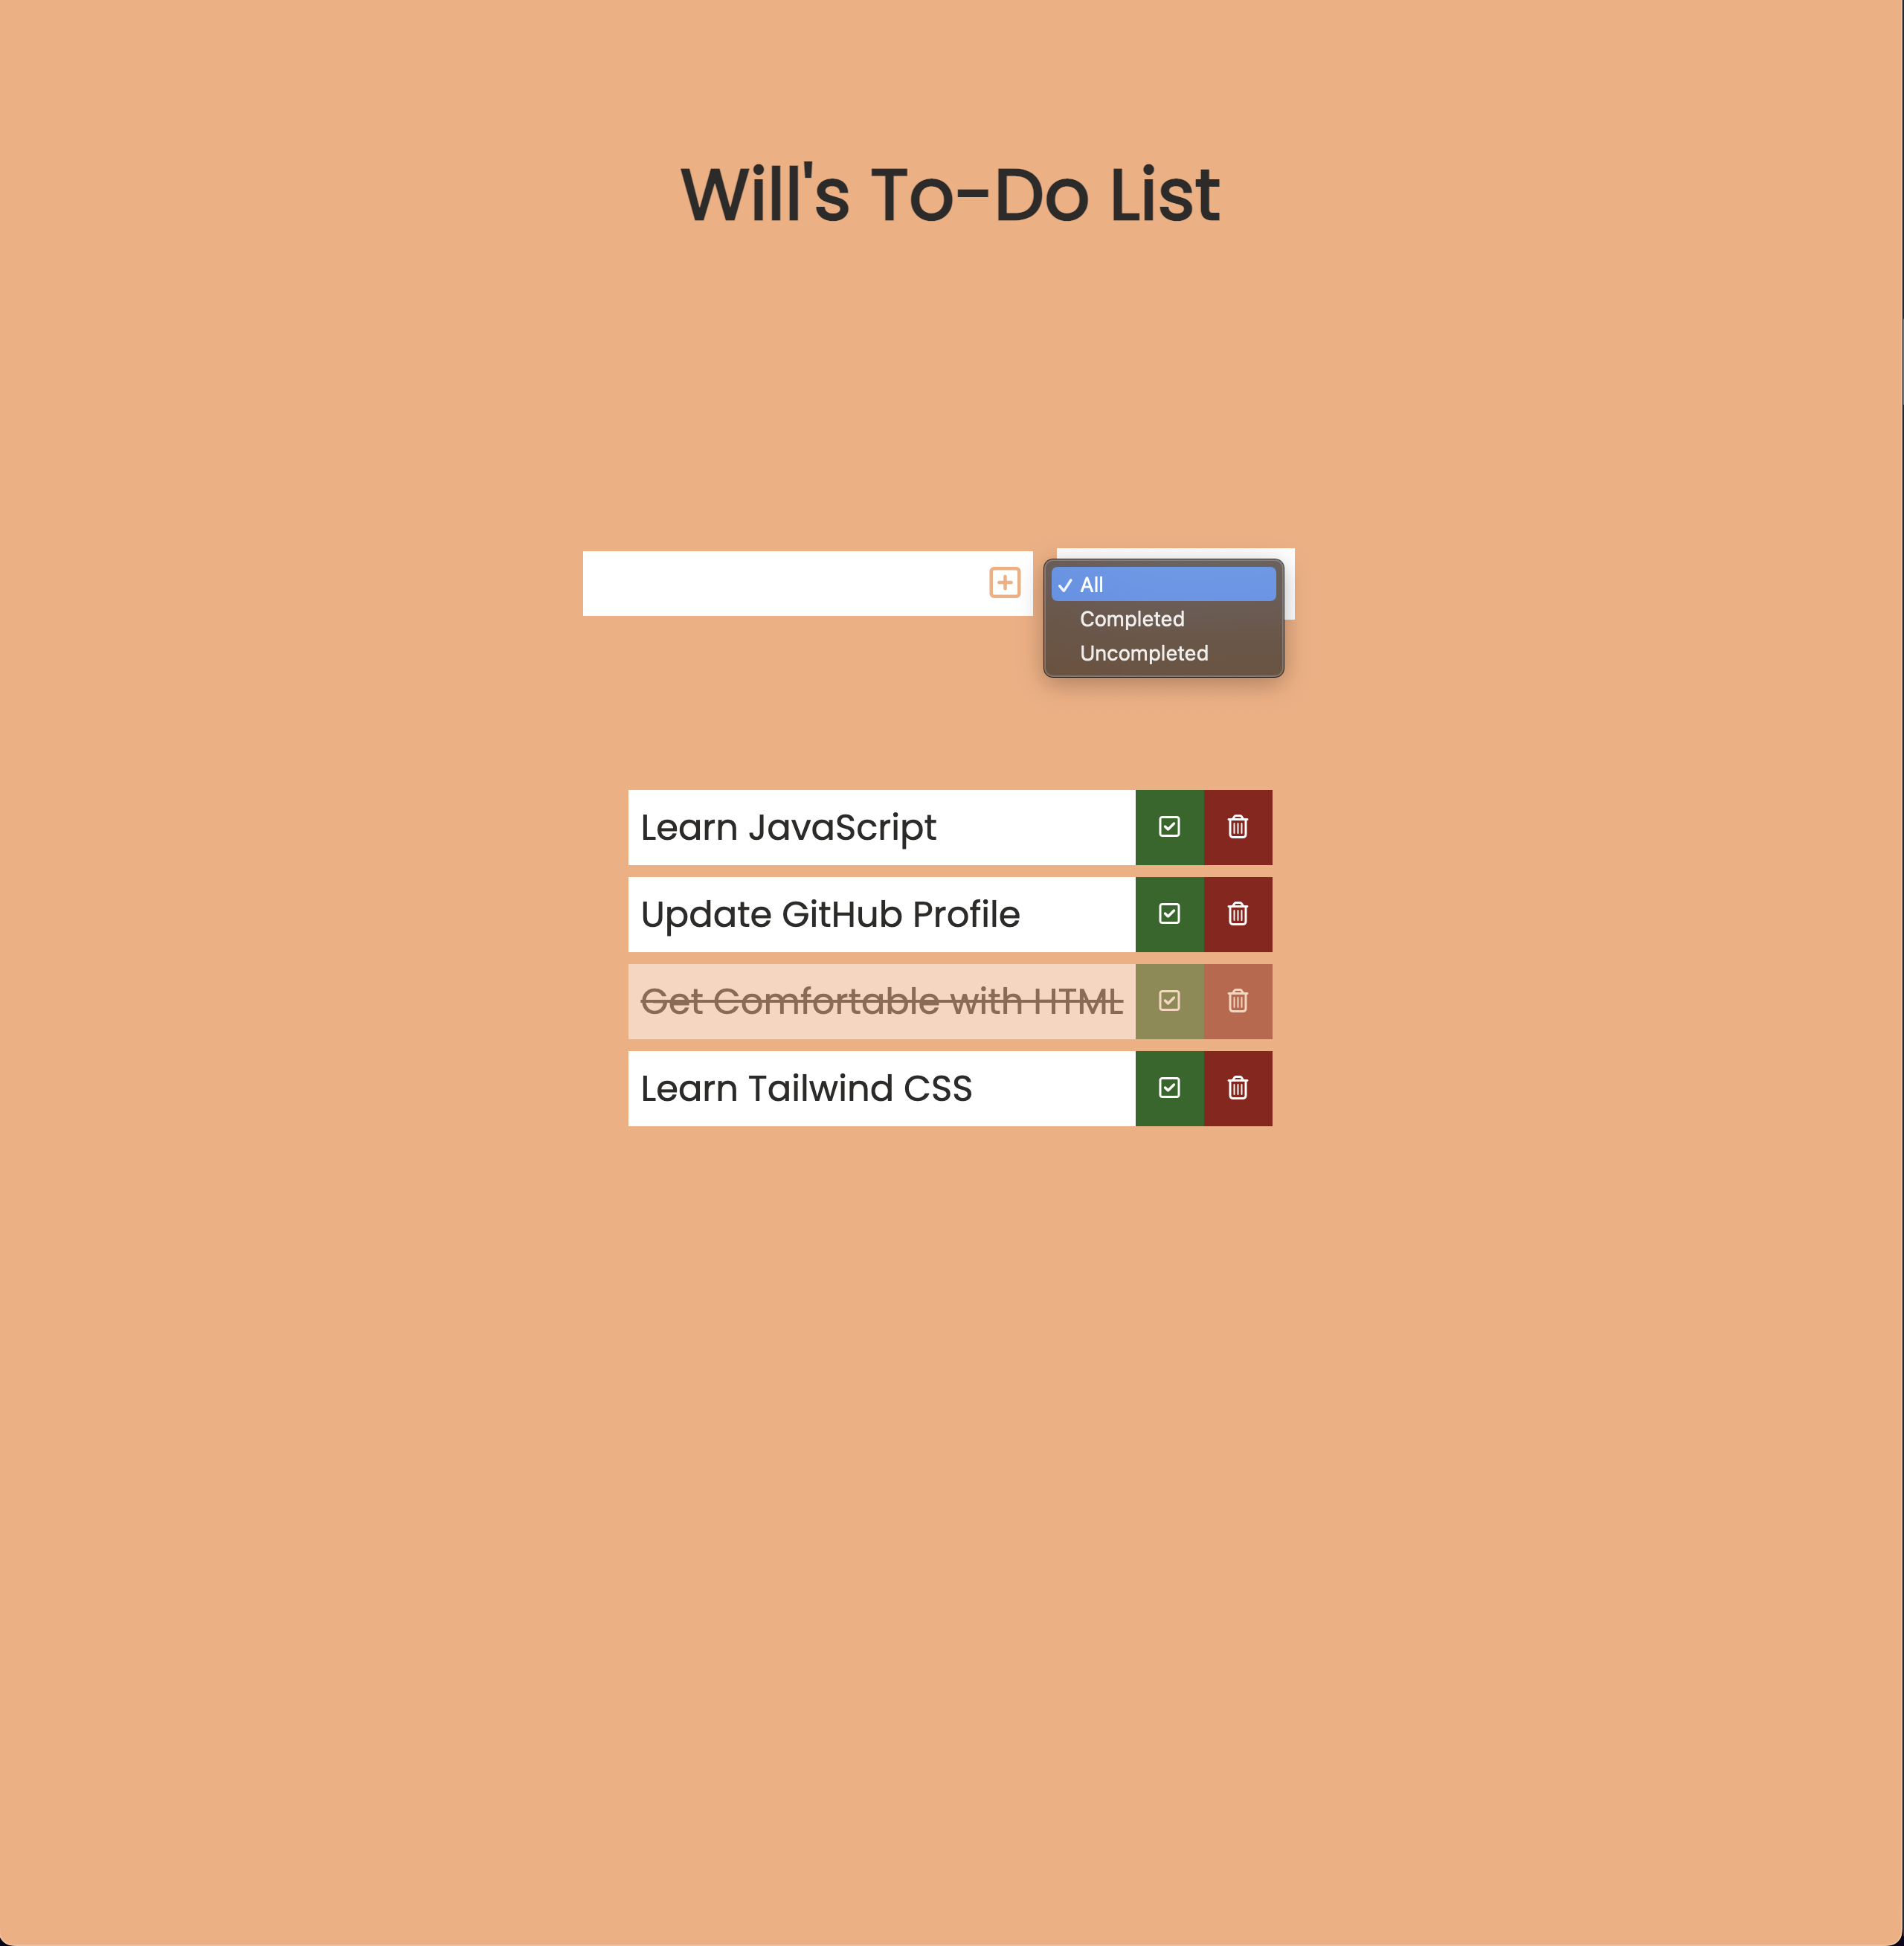 Will's To-Do List
All
Completed
Uncompleted
Learn JavaScript
Update GitHub Profile
Get Comfortable with HTML
Learn Tailwind CSS